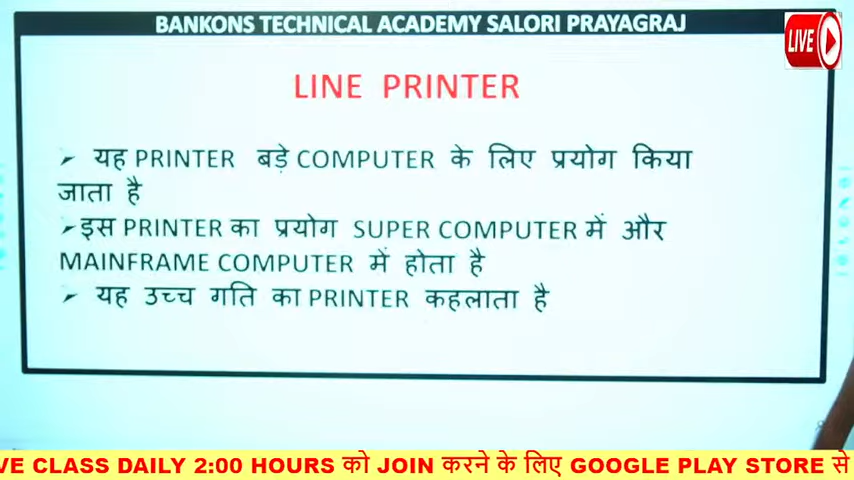 BANKONS TECHNICAL ACADEMY SALORI PRAYAGRAJ
LIVE
LINE PRINTER
➢ यह PRINTER बड़े COMPUTER के लिए प्रयोग किया
जाता है
➢इस PRINTER का प्रयोग SUPER COMPUTER में और
MAINFRAME COMPUTER में होता है
➢ यह उच्च गति का PRINTER कहलाता है
VE CLASS DAILY 2:00 HOURS को JOIN करने के लिए GOOGLE PLAY STORE से